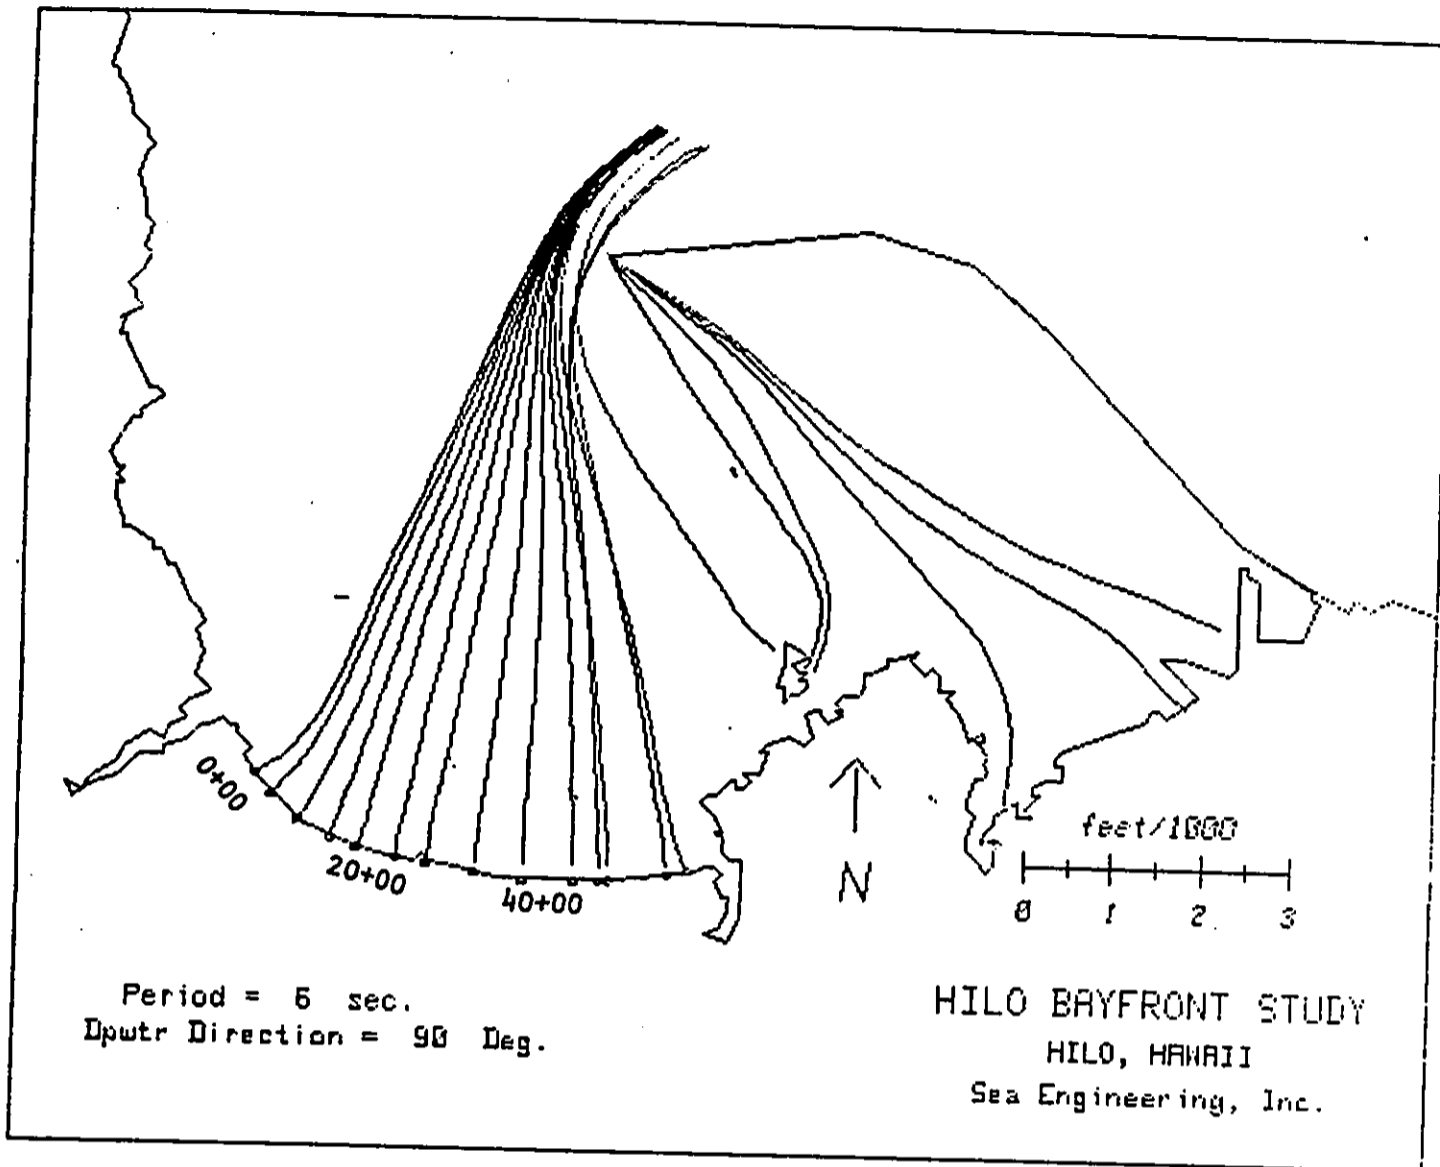 0+00
20+00
40+00
N
feet/1000
0 1 2 3
Period = 6 sec.
Dpwtr Direction = 90 Deg.
HILO BAYFRONT STUDY
HILO, HAWAII
Sea Engineering, Inc.